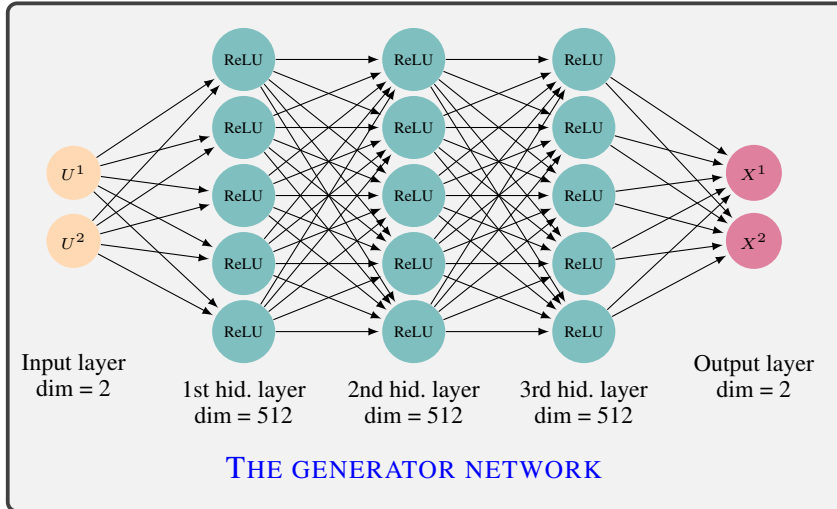 ReLU ReLU ReLU
ReLU ReLU ReLU
U¹ X¹
ReLU ReLU ReLU
U² X²
ReLU ReLU ReLU
ReLU ReLU ReLU
Input layer
dim = 2
1st hid. layer
dim = 512
2nd hid. layer
dim = 512
3rd hid. layer
dim = 512
Output layer
dim = 2
THE GENERATOR NETWORK